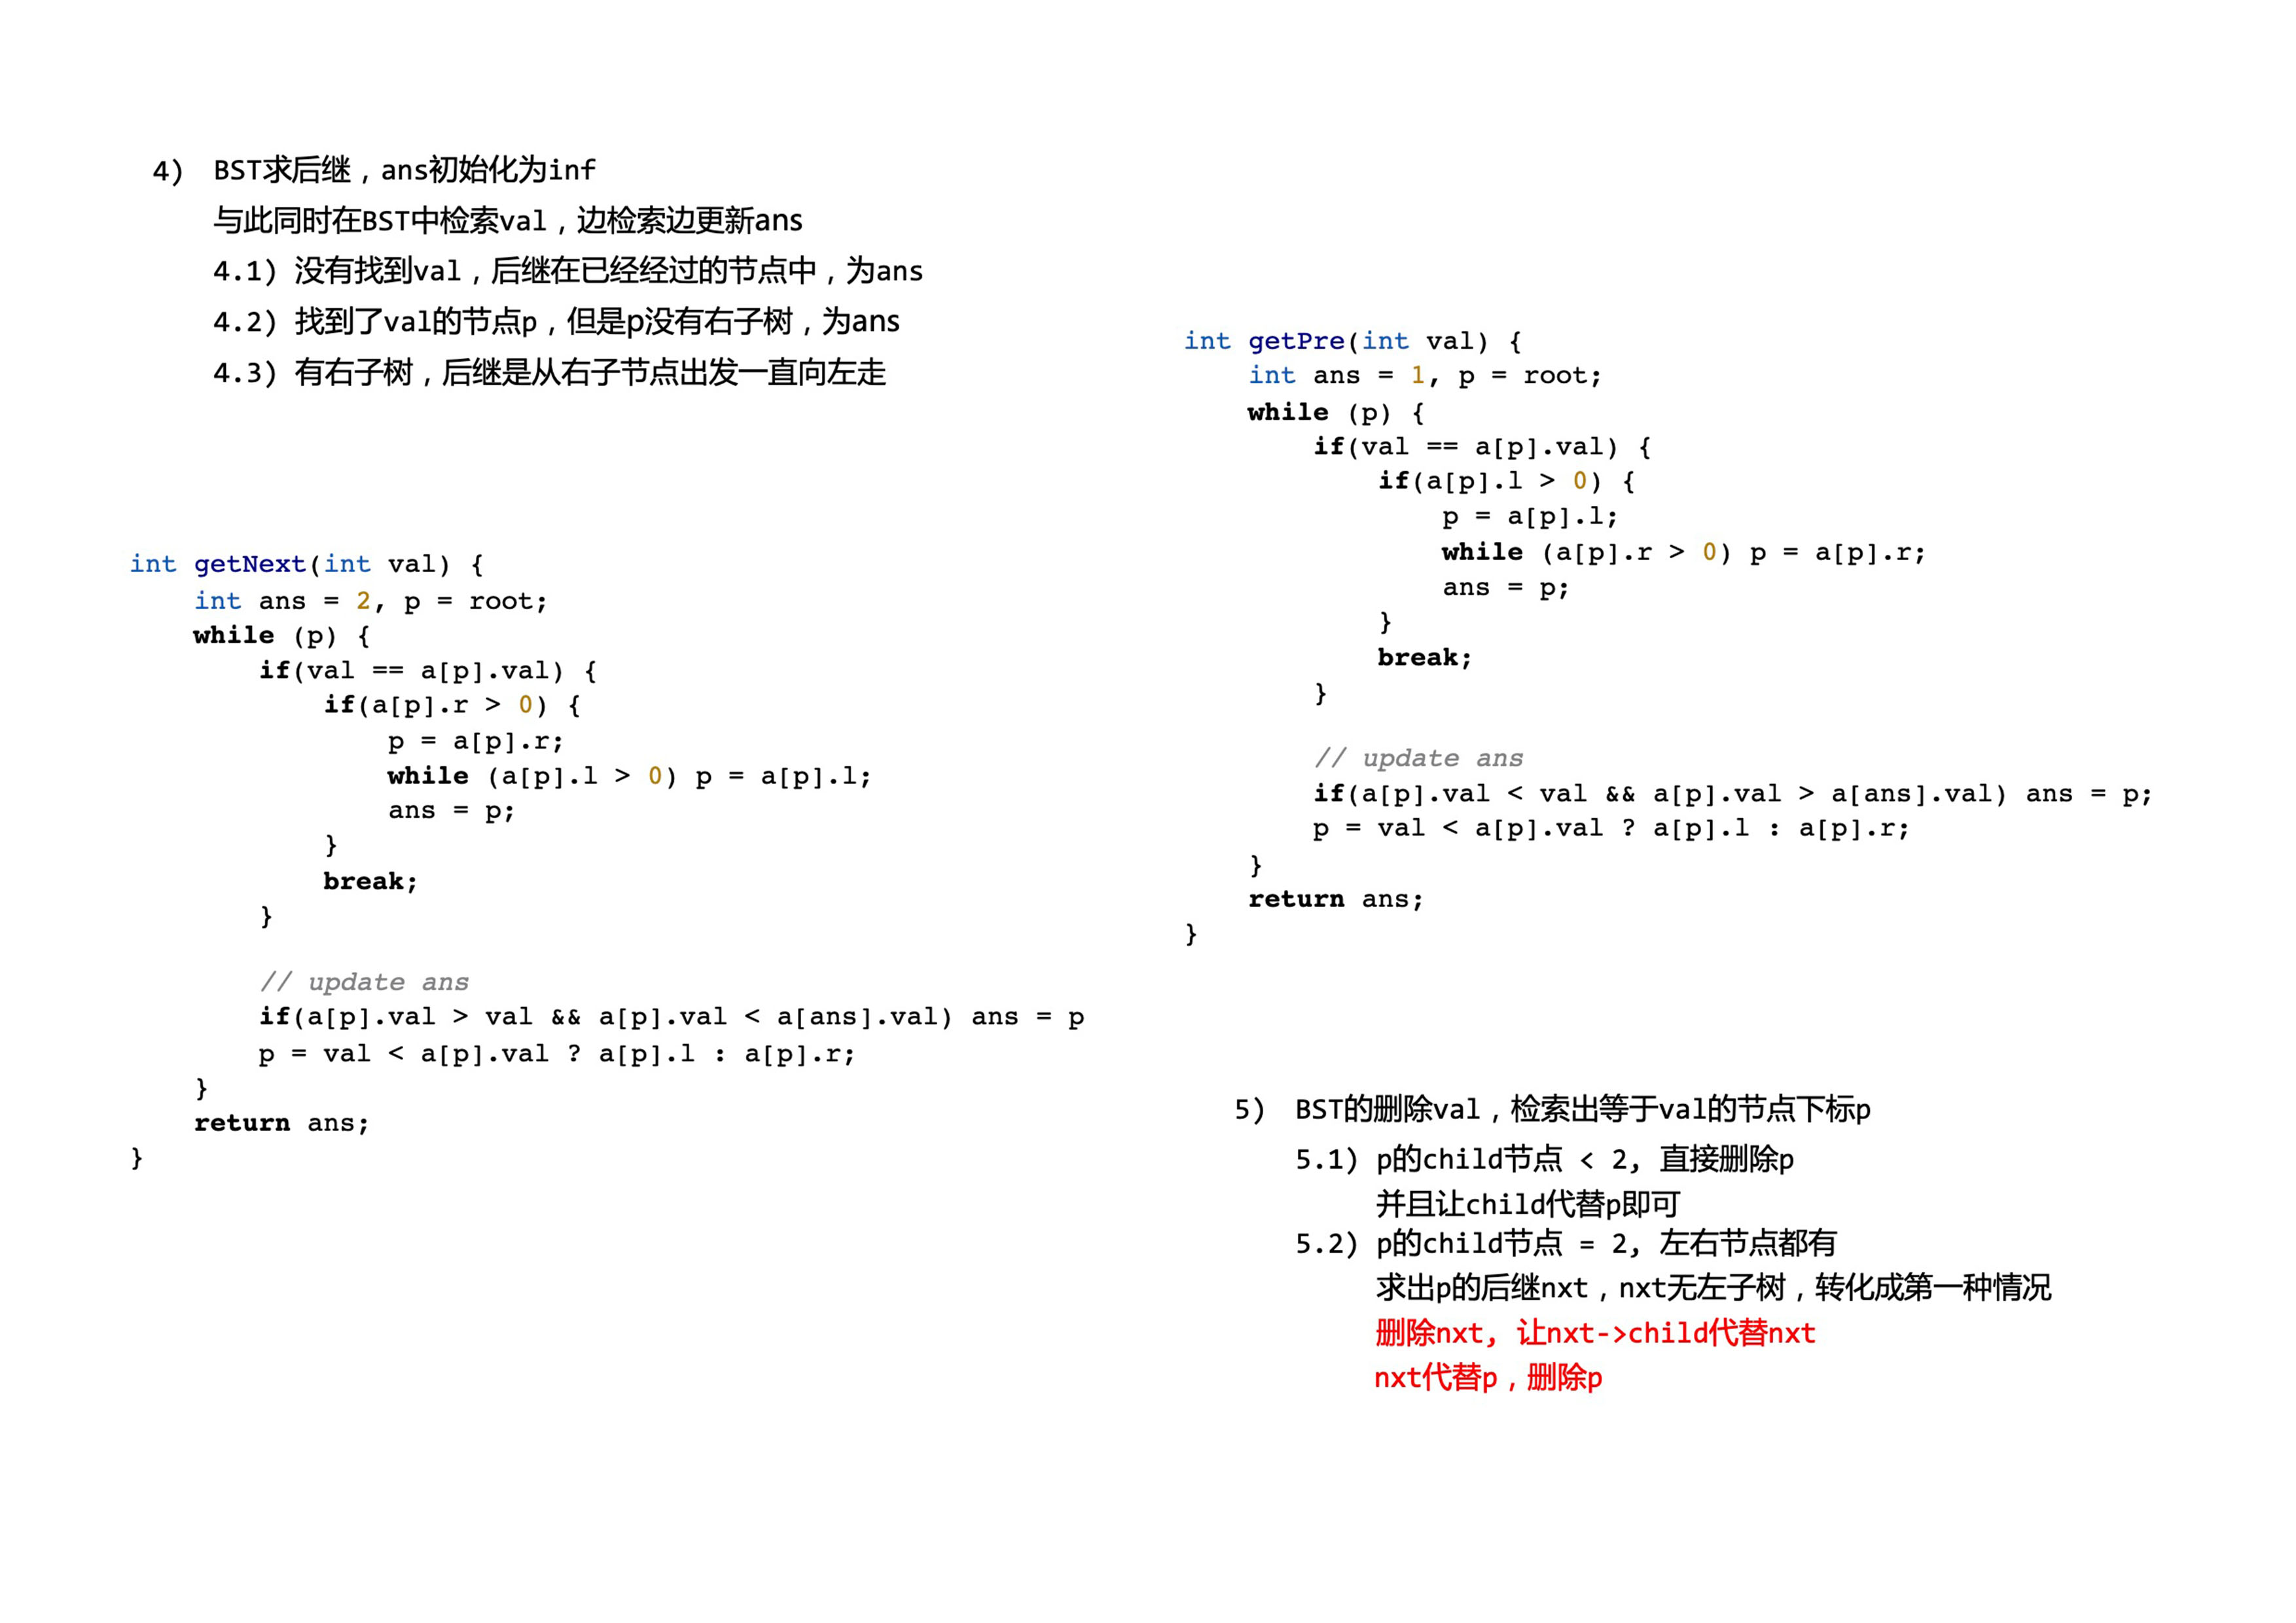 4) BST求后继，ans初始化为inf
与此同时在BST中检索val，边检索边更新ans
4.1) 没有找到val，后继在已经经过的节点中，为ans
4.2) 找到了val的节点p，但是p没有右子树，为ans
4.3) 有右子树，后继是从右子节点出发一直向左走
int getNext(int val) {
    int ans = 2, p = root;
    while (p) {
        if(val == a[p].val) {
            if(a[p].r > 0) {
                p = a[p].r;
                while (a[p].l > 0) p = a[p].l;
                ans = p;
            }
            break;
        }
        // update ans
        if(a[p].val > val && a[p].val < a[ans].val) ans = p
        p = val < a[p].val ? a[p].l : a[p].r;
    }
    return ans;
}
int getPre(int val) {
    int ans = 1, p = root;
    while (p) {
        if(val == a[p].val) {
            if(a[p].l > 0) {
                p = a[p].l;
                while (a[p].r > 0) p = a[p].r;
                ans = p;
            }
            break;
        }
        // update ans
        if(a[p].val < val && a[p].val > a[ans].val) ans = p;
        p = val < a[p].val ? a[p].l : a[p].r;
    }
    return ans;
}
5) BST的删除val，检索出等于val的节点下标p
5.1) p的child节点 < 2, 直接删除p
并且让child代替p即可
5.2) p的child节点 = 2, 左右节点都有
求出p的后继nxt，nxt无左子树，转化成第一种情况
删除nxt, 让nxt->child代替nxt
nxt代替p，删除p